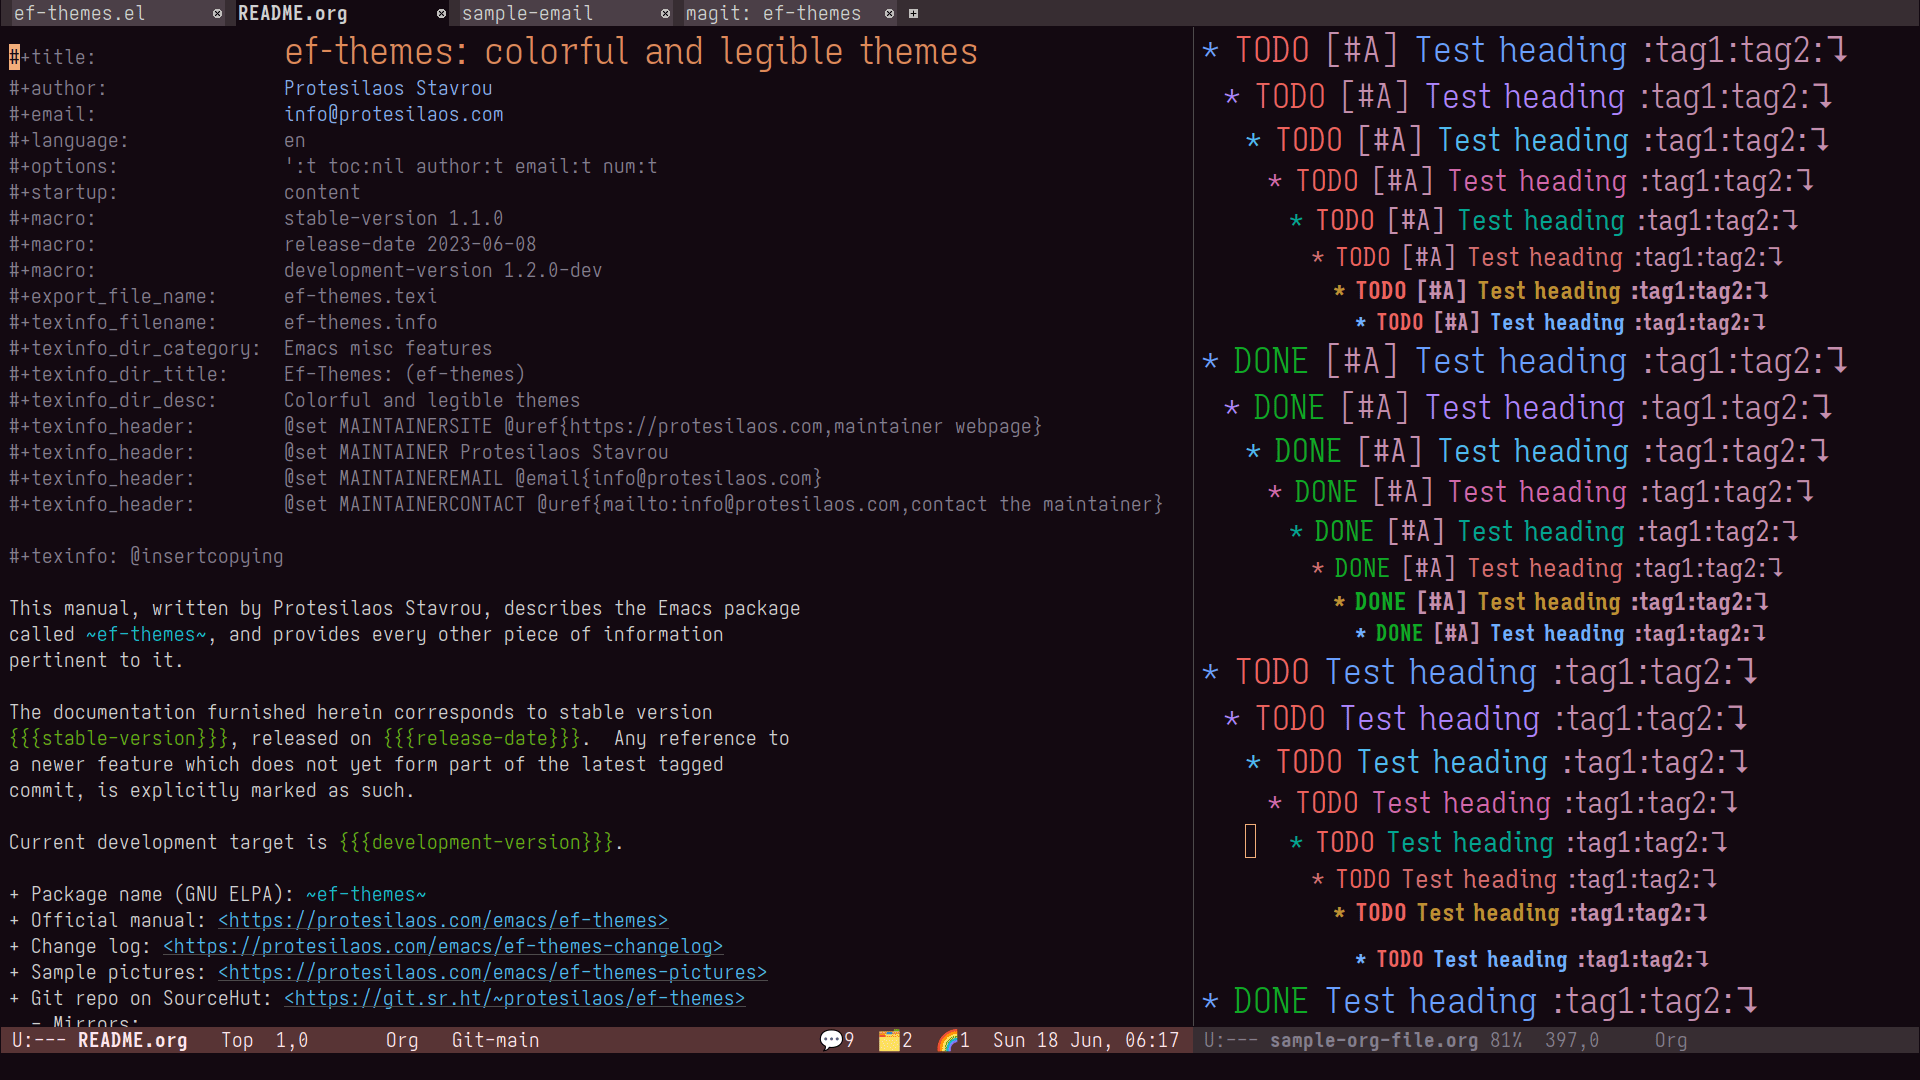 ef-themes.el README.org sample-email magit: ef-themes
#+title: ef-themes: colorful and legible themes
#+author: Protesilaos Stavrou
#+email: info@protesilaos.com
#+language: en
#+options: ':t toc:nil author:t email:t num:t
#+startup: content
#+macro: stable-version 1.1.0
#+macro: release-date 2023-06-08
#+macro: development-version 1.2.0-dev
#+export_file_name: ef-themes.texi
#+texinfo_filename: ef-themes.info
#+texinfo_dir_category: Emacs misc features
#+texinfo_dir_title: Ef-Themes: (ef-themes)
#+texinfo_dir_desc: Colorful and legible themes
#+texinfo_header: @set MAINTAINERSITE @uref{https://protesilaos.com,maintainer webpage}
#+texinfo_header: @set MAINTAINER Protesilaos Stavrou
#+texinfo_header: @set MAINTAINEREMAIL @email{info@protesilaos.com}
#+texinfo_header: @set MAINTAINERCONTACT @uref{mailto:info@protesilaos.com,contact the maintainer}
#+texinfo: @insertcopying
This manual, written by Protesilaos Stavrou, describes the Emacs package
called ~ef-themes~, and provides every other piece of information
pertinent to it.
The documentation furnished herein corresponds to stable version
{{{stable-version}}}, released on {{{release-date}}}.  Any reference to
a newer feature which does not yet form part of the latest tagged
commit, is explicitly marked as such.
Current development target is {{{development-version}}}.
+ Package name (GNU ELPA): ~ef-themes~
+ Official manual: <https://protesilaos.com/emacs/ef-themes>
+ Change log: <https://protesilaos.com/emacs/ef-themes-changelog>
+ Sample pictures: <https://protesilaos.com/emacs/ef-themes-pictures>
+ Git repo on SourceHut: <https://git.sr.ht/~protesilaos/ef-themes>
- Mirrors:
U:--- README.org Top 1,0 Org Git-main 💬9 🗂️2 🌈1 Sun 18 Jun, 06:17
* TODO [#A] Test heading :tag1:tag2:⤵
* TODO [#A] Test heading :tag1:tag2:⤵
* TODO [#A] Test heading :tag1:tag2:⤵
* TODO [#A] Test heading :tag1:tag2:⤵
* TODO [#A] Test heading :tag1:tag2:⤵
* TODO [#A] Test heading :tag1:tag2:⤵
* TODO [#A] Test heading :tag1:tag2:⤵
* TODO [#A] Test heading :tag1:tag2:⤵
* DONE [#A] Test heading :tag1:tag2:⤵
* DONE [#A] Test heading :tag1:tag2:⤵
* DONE [#A] Test heading :tag1:tag2:⤵
* DONE [#A] Test heading :tag1:tag2:⤵
* DONE [#A] Test heading :tag1:tag2:⤵
* DONE [#A] Test heading :tag1:tag2:⤵
* DONE [#A] Test heading :tag1:tag2:⤵
* DONE [#A] Test heading :tag1:tag2:⤵
* TODO Test heading :tag1:tag2:⤵
* TODO Test heading :tag1:tag2:⤵
* TODO Test heading :tag1:tag2:⤵
* TODO Test heading :tag1:tag2:⤵
* TODO Test heading :tag1:tag2:⤵
* TODO Test heading :tag1:tag2:⤵
* TODO Test heading :tag1:tag2:⤵
* TODO Test heading :tag1:tag2:⤵
* DONE Test heading :tag1:tag2:⤵
U:--- sample-org-file.org 81% 397,0 Org